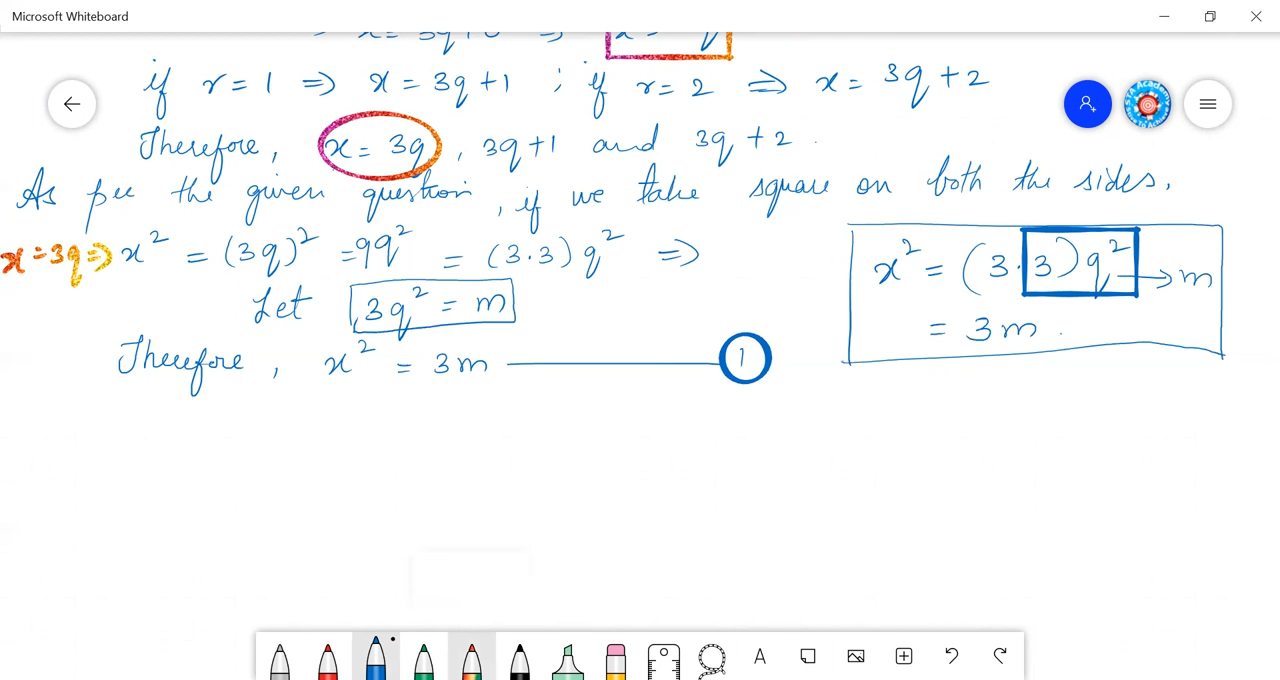 Microsoft Whiteboard
if r = 1 ⇒ x = 3q + 1 ; if r = 2 ⇒ x = 3q + 2
Therefore, x = 3q, 3q + 1 and 3q + 2.
As per the given question, if we take square on both the sides.
x = 3q ⇒ x² = (3q)² = 9q² = (3.3) q² ⇒
x² = (3.3) q² → m
Let 3q² = m
= 3m.
Therefore, x² = 3m 1